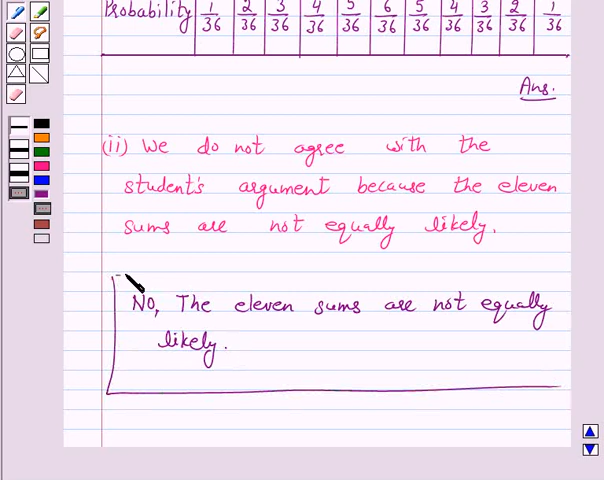 Probability 1/36 2/36 3/36 4/36 5/36 6/36 5/36 4/36 3/36 2/36 1/36
Ans.
(ii) We do not agree with the
student's argument because the eleven
sums are not equally likely.
No, The eleven sums are not equally
likely.